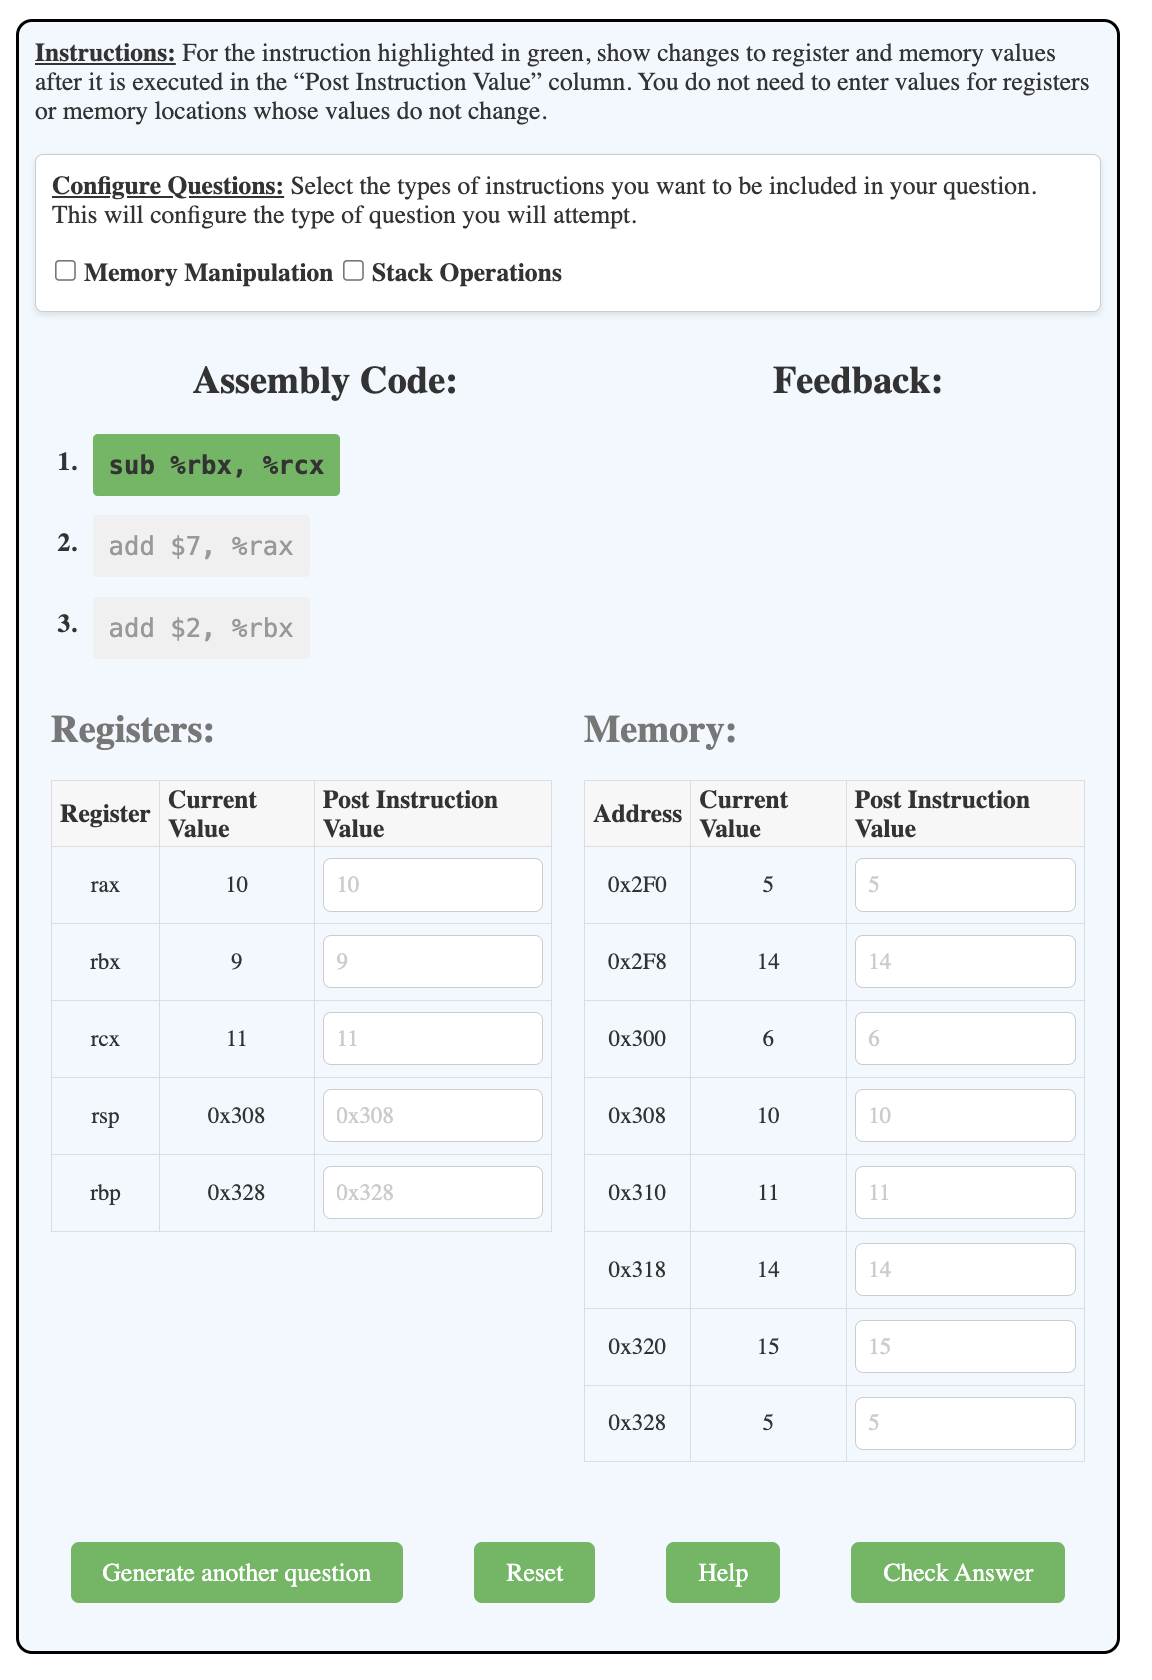 Instructions: For the instruction highlighted in green, show changes to register and memory values
after it is executed in the “Post Instruction Value” column. You do not need to enter values for registers
or memory locations whose values do not change.
Configure Questions: Select the types of instructions you want to be included in your question.
This will configure the type of question you will attempt.
Memory Manipulation Stack Operations
Assembly Code:
1. sub %rbx, %rcx
2. add $7, %rax
3. add $2, %rbx
Feedback:
Registers:
Register Current Value Post Instruction Value
rax 10 10
rbx 9 9
rcx 11 11
rsp 0x308 0x308
rbp 0x328 0x328
Memory:
Address Current Value Post Instruction Value
0x2F0 5 5
0x2F8 14 14
0x300 6 6
0x308 10 10
0x310 11 11
0x318 14 14
0x320 15 15
0x328 5 5
Generate another question Reset Help Check Answer